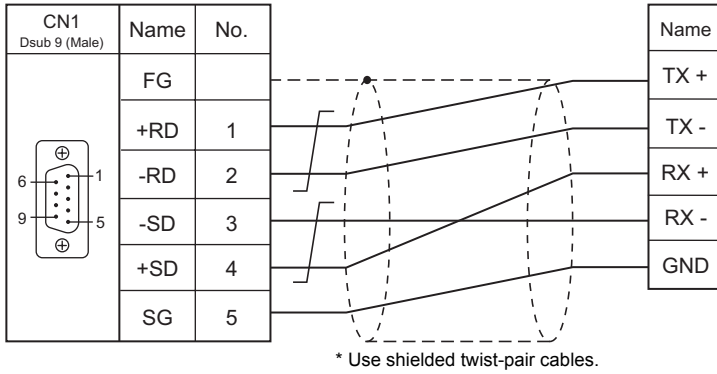 CN1
Dsub 9 (Male)
Name No.
Name
FG
TX +
+RD 1
TX -
-RD 2
RX +
-SD 3
RX -
+SD 4
GND
SG 5
6 1
9 5
* Use shielded twist-pair cables.